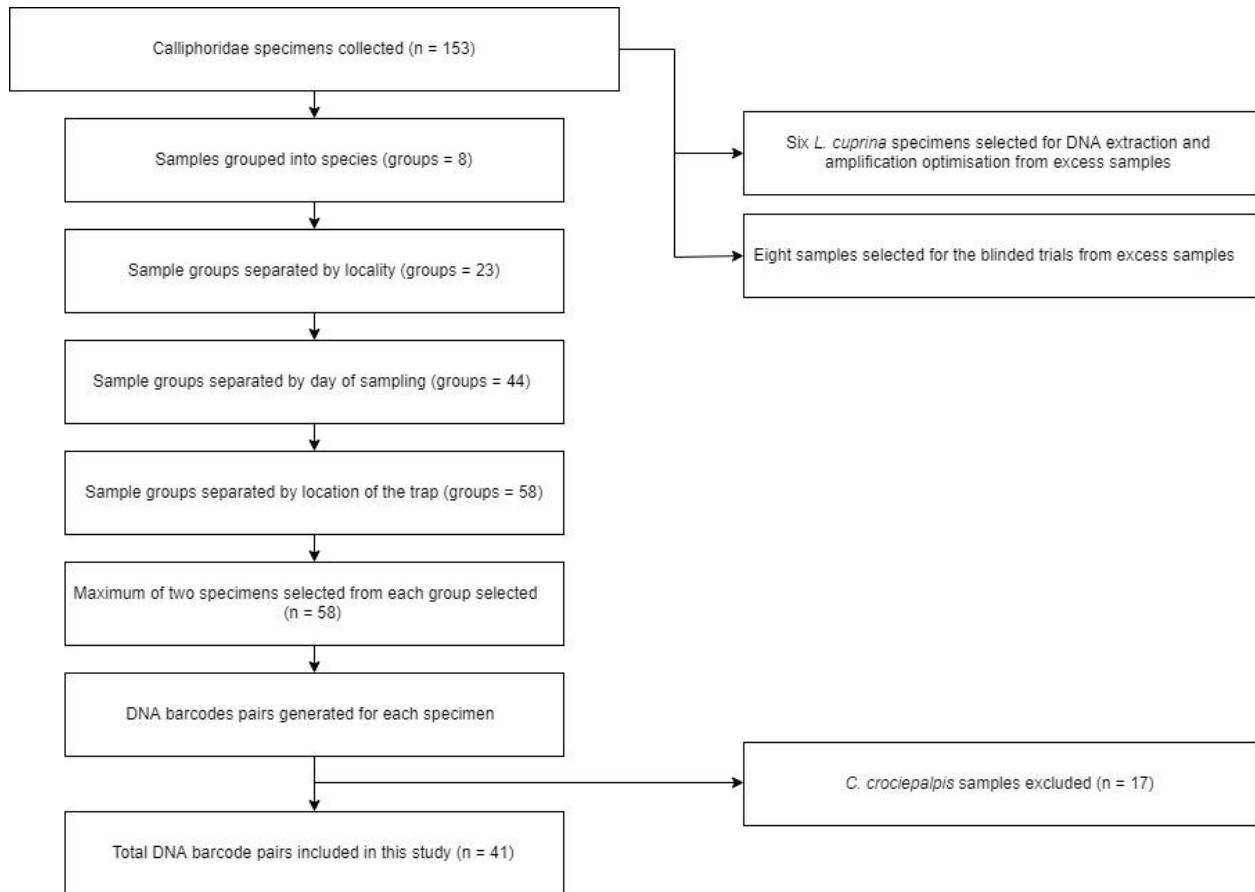 Calliphoridae specimens collected (n = 153)
Six L. cuprina specimens selected for DNA extraction and
amplification optimisation from excess samples
Samples grouped into species (groups = 8)
Eight samples selected for the blinded trials from excess samples
Sample groups separated by locality (groups = 23)
Sample groups separated by day of sampling (groups = 44)
Sample groups separated by location of the trap (groups = 58)
Maximum of two specimens selected from each group selected
(n = 58)
DNA barcodes pairs generated for each specimen
C. crociepalpis samples excluded (n = 17)
Total DNA barcode pairs included in this study (n = 41)